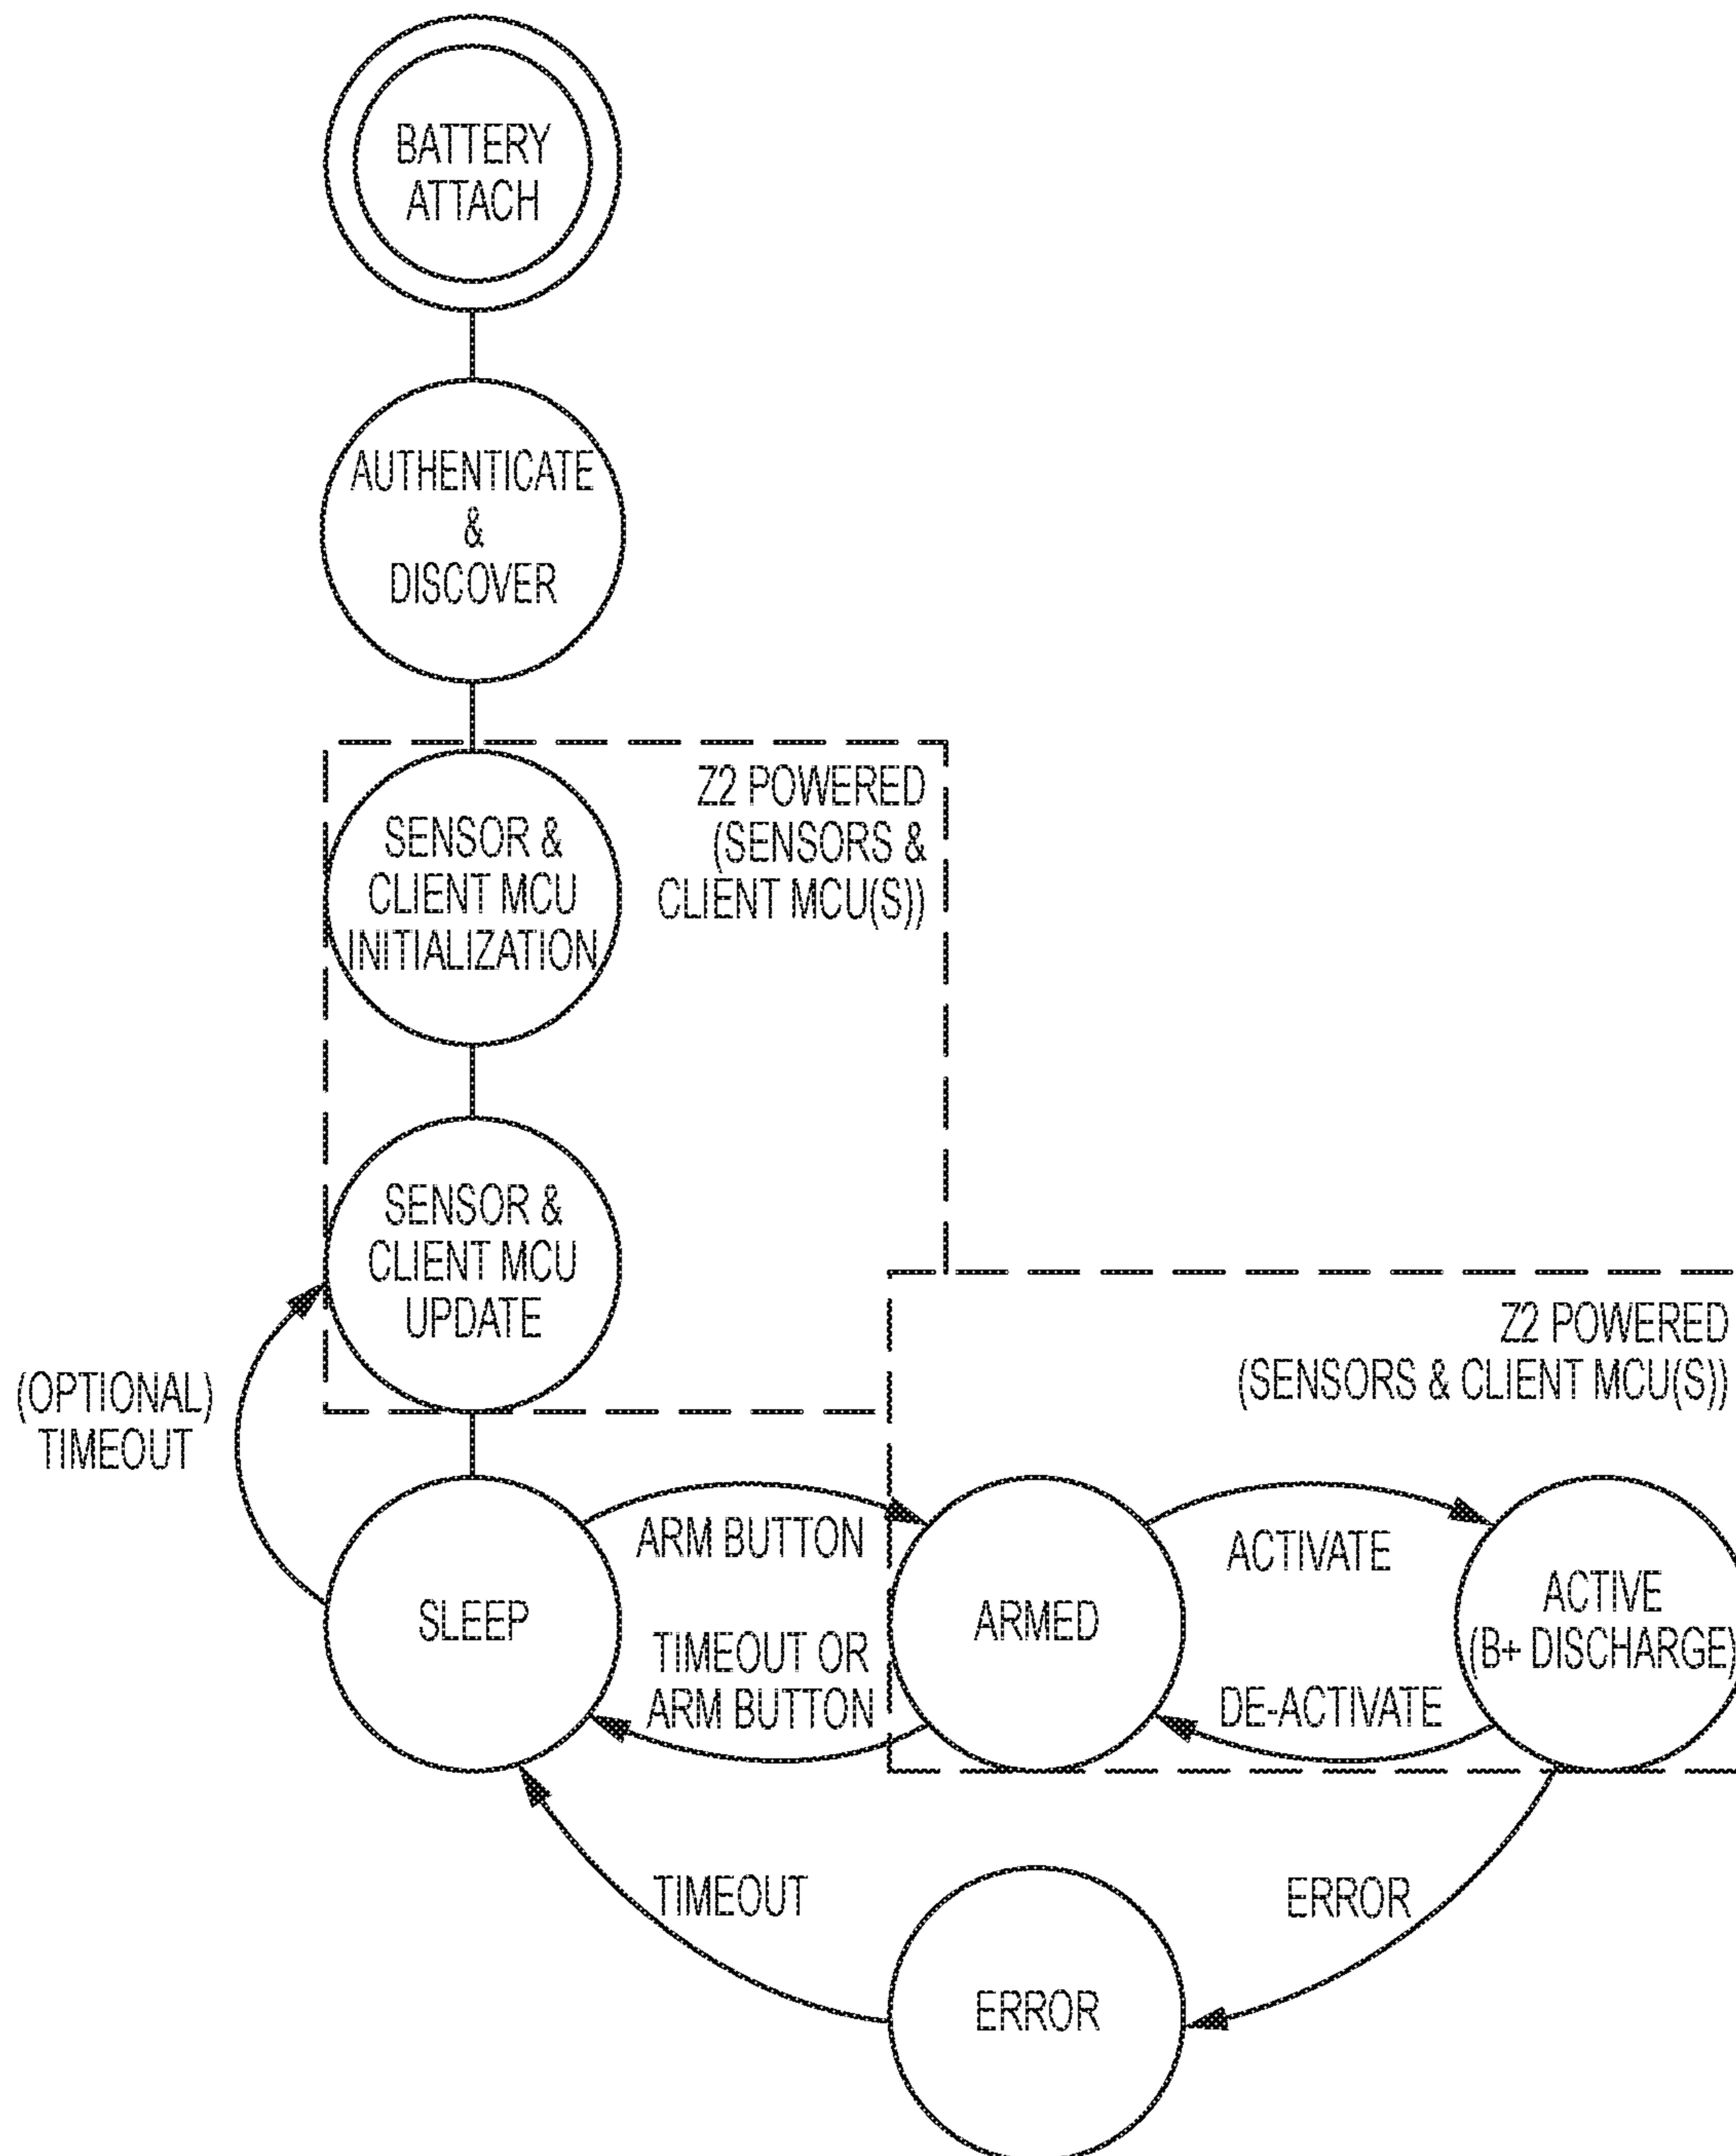 BATTERY
ATTACH
AUTHENTICATE
&
DISCOVER
Z2 POWERED
(SENSORS &
CLIENT MCU(S))
SENSOR &
CLIENT MCU
INITIALIZATION
SENSOR &
CLIENT MCU
UPDATE
Z2 POWERED
(SENSORS & CLIENT MCU(S))
(OPTIONAL)
TIMEOUT
ARM BUTTON
ACTIVATE
SLEEP
ARMED
ACTIVE
(B+ DISCHARGE)
TIMEOUT OR
ARM BUTTON
DE-ACTIVATE
TIMEOUT
ERROR
ERROR